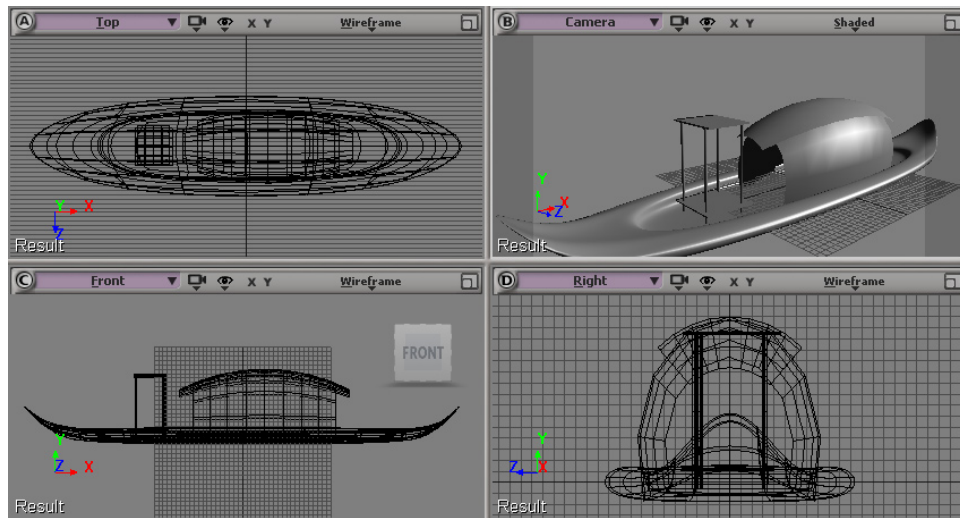 A Top X Y Wireframe
B Camera X Y Shaded
Y X Z
Result
Y X Z
Result
C Front X Y Wireframe
D Right X Y Wireframe
FRONT
Y Z X
Result
Y Z X
Result